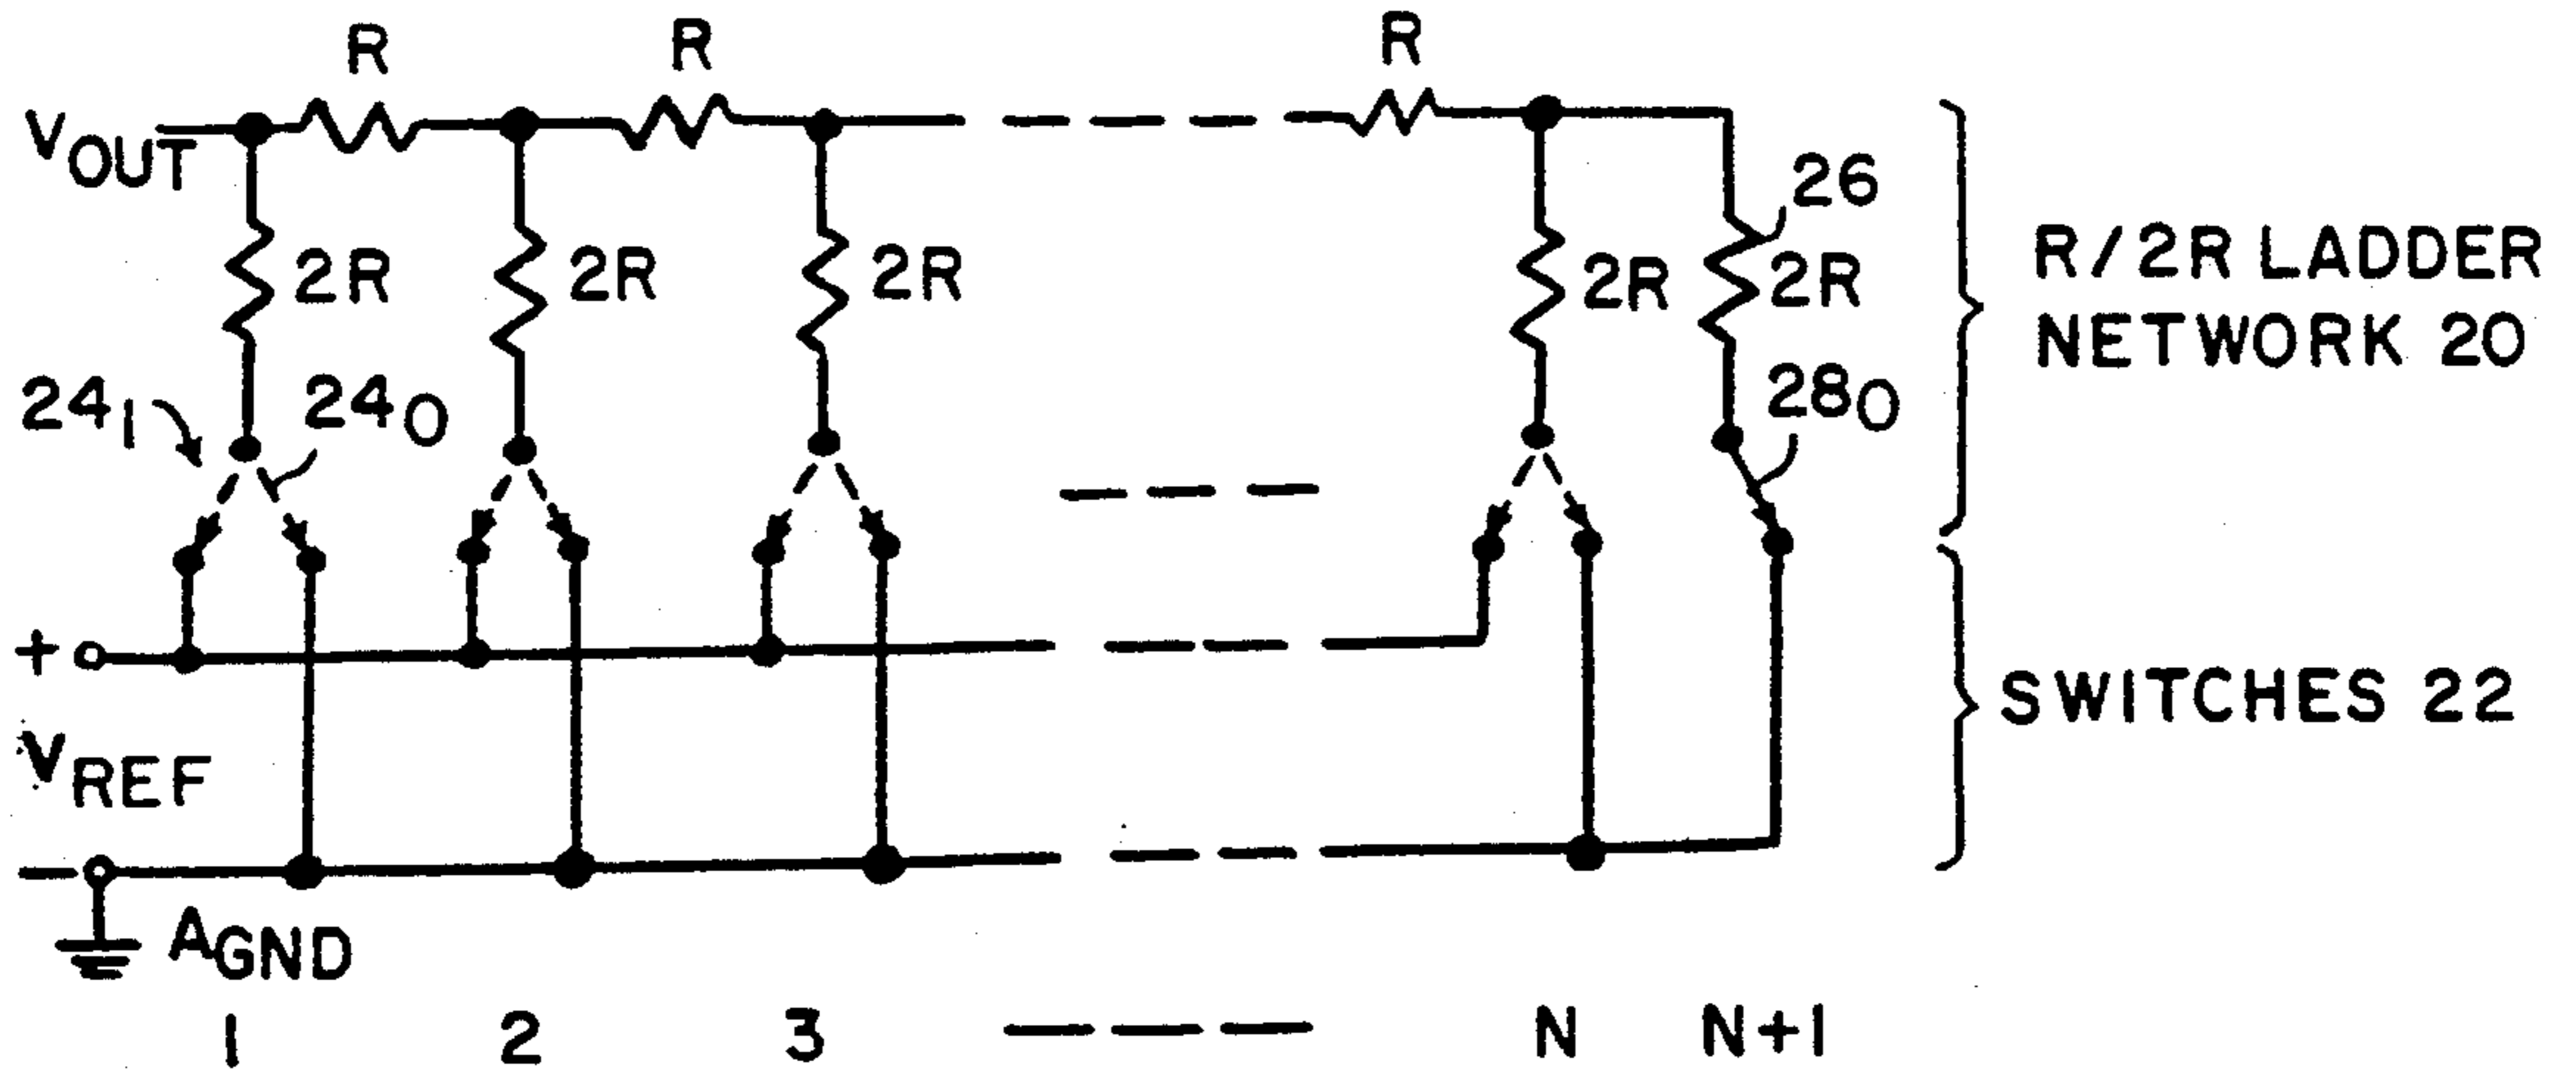 R R R
VOUT
2R 2R 2R 2R 2R 26
R/2R LADDER
NETWORK 20
241 240 280
+
VREF
SWITCHES 22
−
AGND
1 2 3 ——— N N+1